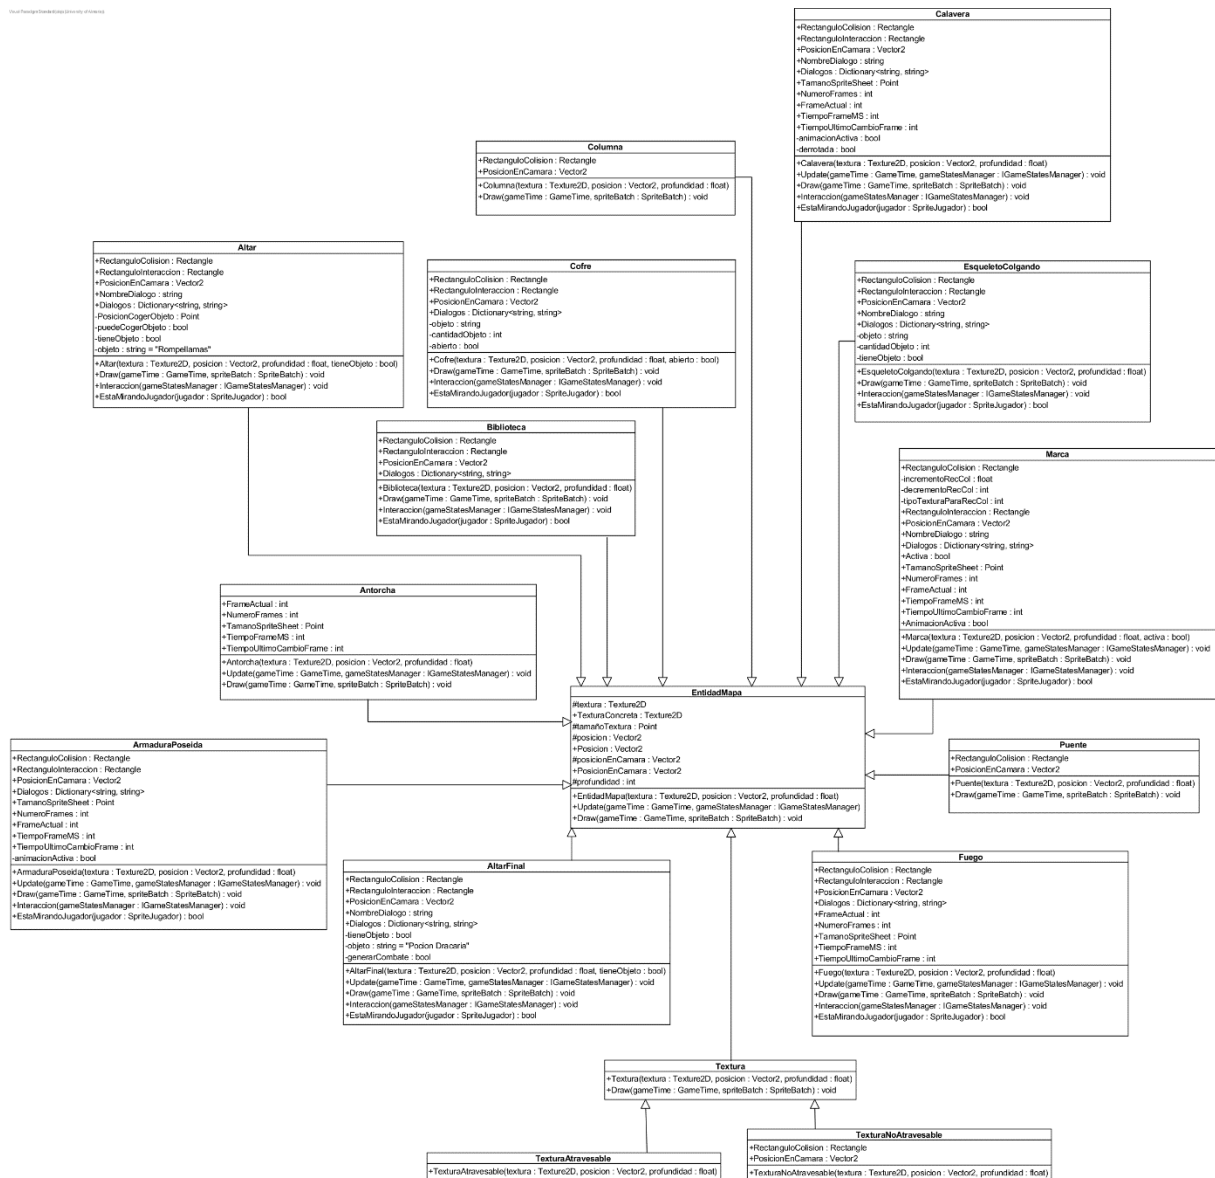 Calavera
+RectanguloColision : Rectangle
+RectanguloInteraccion : Rectangle
+PosicionEnCamara : Vector2
+NombreDialogo : string
+Dialogos : Dictionary<string, string>
+TamanoSpriteSheet : Point
+NumeroFrames : int
+FrameActual : int
+TiempoFrameMS : int
+TiempoUltimoCambioFrame : int
-animacionActiva : bool
-derrotada : bool
+Calavera(textura : Texture2D, posicion : Vector2, profundidad : float)
+Update(gameTime : GameTime, gameStatesManager : IGameStatesManager) : void
+Draw(gameTime : GameTime, spriteBatch : SpriteBatch) : void
+Interaccion(gameStatesManager : IGameStatesManager) : void
+EstaMirandoJugador(jugador : SpriteJugador) : bool
Columna
+RectanguloColision : Rectangle
+PosicionEnCamara : Vector2
+Columna(textura : Texture2D, posicion : Vector2, profundidad : float)
+Draw(gameTime : GameTime, spriteBatch : SpriteBatch) : void
Altar
+RectanguloColision : Rectangle
+RectanguloInteraccion : Rectangle
+PosicionEnCamara : Vector2
+NombreDialogo : string
+Dialogos : Dictionary<string, string>
-PosicionCogerObjeto : Point
-puedeCogerObjeto : bool
-tieneObjeto : bool
-objeto : string = "Rompellamas"
+Altar(textura : Texture2D, posicion : Vector2, profundidad : float, tieneObjeto : bool)
+Draw(gameTime : GameTime, spriteBatch : SpriteBatch) : void
+Interaccion(gameStatesManager : IGameStatesManager) : void
+EstaMirandoJugador(jugador : SpriteJugador) : bool
Cofre
+RectanguloColision : Rectangle
+RectanguloInteraccion : Rectangle
+PosicionEnCamara : Vector2
+Dialogos : Dictionary<string, string>
-objeto : string
-cantidadObjeto : int
-abierto : bool
+Cofre(textura : Texture2D, posicion : Vector2, profundidad : float, abierto : bool)
+Draw(gameTime : GameTime, spriteBatch : SpriteBatch) : void
+Interaccion(gameStatesManager : IGameStatesManager) : void
+EstaMirandoJugador(jugador : SpriteJugador) : bool
EsqueletoColgando
+RectanguloColision : Rectangle
+RectanguloInteraccion : Rectangle
+PosicionEnCamara : Vector2
+NombreDialogo : string
+Dialogos : Dictionary<string, string>
-objeto : string
-cantidadObjeto : int
-tieneObjeto : bool
+EsqueletoColgando(textura : Texture2D, posicion : Vector2, profundidad : float)
+Draw(gameTime : GameTime, spriteBatch : SpriteBatch) : void
+Interaccion(gameStatesManager : IGameStatesManager) : void
+EstaMirandoJugador(jugador : SpriteJugador) : bool
Biblioteca
+RectanguloColision : Rectangle
+RectanguloInteraccion : Rectangle
+PosicionEnCamara : Vector2
+Dialogos : Dictionary<string, string>
+Biblioteca(textura : Texture2D, posicion : Vector2, profundidad : float)
+Draw(gameTime : GameTime, spriteBatch : SpriteBatch) : void
+Interaccion(gameStatesManager : IGameStatesManager) : void
+EstaMirandoJugador(jugador : SpriteJugador) : bool
Marca
+RectanguloColision : Rectangle
-incrementoRecCol : float
-decrementoRecCol : int
-tipoTexturaParaRecCol : int
+RectanguloInteraccion : Rectangle
+PosicionEnCamara : Vector2
+NombreDialogo : string
+Dialogos : Dictionary<string, string>
+Activa : bool
+TamanoSpriteSheet : Point
+NumeroFrames : int
+FrameActual : int
+TiempoFrameMS : int
+TiempoUltimoCambioFrame : int
+AnimacionActiva : bool
+Marca(textura : Texture2D, posicion : Vector2, profundidad : float, activa : bool)
+Update(gameTime : GameTime, gameStatesManager : IGameStatesManager) : void
+Draw(gameTime : GameTime, spriteBatch : SpriteBatch) : void
+Interaccion(gameStatesManager : IGameStatesManager) : void
+EstaMirandoJugador(jugador : SpriteJugador) : bool
Antorcha
+FrameActual : int
+NumeroFrames : int
+TamanoSpriteSheet : Point
+TiempoFrameMS : int
+TiempoUltimoCambioFrame : int
+Antorcha(textura : Texture2D, posicion : Vector2, profundidad : float)
+Update(gameTime : GameTime, gameStatesManager : IGameStatesManager) : void
+Draw(gameTime : GameTime, spriteBatch : SpriteBatch) : void
EntidadMapa
#textura : Texture2D
+TexturaConcreta : Texture2D
#tamañoTextura : Point
#posicion : Vector2
+Posicion : Vector2
#posicionEnCamara : Vector2
+PosicionEnCamara : Vector2
#profundidad : int
+EntidadMapa(textura : Texture2D, posicion : Vector2, profundidad : float)
+Update(gameTime : GameTime, gameStatesManager : IGameStatesManager)
+Draw(gameTime : GameTime, spriteBatch : SpriteBatch) : void
ArmaduraPoseida
+RectanguloColision : Rectangle
+RectanguloInteraccion : Rectangle
+PosicionEnCamara : Vector2
+Dialogos : Dictionary<string, string>
+TamanoSpriteSheet : Point
+NumeroFrames : int
+FrameActual : int
+TiempoFrameMS : int
+TiempoUltimoCambioFrame : int
-animacionActiva : bool
+ArmaduraPoseida(textura : Texture2D, posicion : Vector2, profundidad : float)
+Update(gameTime : GameTime, gameStatesManager : IGameStatesManager) : void
+Draw(gameTime : GameTime, spriteBatch : SpriteBatch) : void
+Interaccion(gameStatesManager : IGameStatesManager) : void
+EstaMirandoJugador(jugador : SpriteJugador) : bool
Puente
+RectanguloColision : Rectangle
+PosicionEnCamara : Vector2
+Puente(textura : Texture2D, posicion : Vector2, profundidad : float)
+Draw(gameTime : GameTime, spriteBatch : SpriteBatch) : void
AltarFinal
+RectanguloColision : Rectangle
+RectanguloInteraccion : Rectangle
+PosicionEnCamara : Vector2
+NombreDialogo : string
+Dialogos : Dictionary<string, string>
-tieneObjeto : bool
-objeto : string = "Pocion Dracaria"
-generarCombate : bool
+AltarFinal(textura : Texture2D, posicion : Vector2, profundidad : float, tieneObjeto : bool)
+Update(gameTime : GameTime, gameStatesManager : IGameStatesManager) : void
+Draw(gameTime : GameTime, spriteBatch : SpriteBatch) : void
+Interaccion(gameStatesManager : IGameStatesManager) : void
+EstaMirandoJugador(jugador : SpriteJugador) : bool
Fuego
+RectanguloColision : Rectangle
+RectanguloInteraccion : Rectangle
+PosicionEnCamara : Vector2
+Dialogos : Dictionary<string, string>
+FrameActual : int
+NumeroFrames : int
+TamanoSpriteSheet : Point
+TiempoFrameMS : int
+TiempoUltimoCambioFrame : int
+Fuego(textura : Texture2D, posicion : Vector2, profundidad : float)
+Update(gameTime : GameTime, gameStatesManager : IGameStatesManager) : void
+Draw(gameTime : GameTime, spriteBatch : SpriteBatch) : void
+Interaccion(gameStatesManager : IGameStatesManager) : void
+EstaMirandoJugador(jugador : SpriteJugador) : bool
Textura
+Textura(textura : Texture2D, posicion : Vector2, profundidad : float)
+Draw(gameTime : GameTime, spriteBatch : SpriteBatch) : void
TexturaAtravesable
+TexturaAtravesable(textura : Texture2D, posicion : Vector2, profundidad : float)
TexturaNoAtravesable
+RectanguloColision : Rectangle
+PosicionEnCamara : Vector2
+TexturaNoAtravesable(textura : Texture2D, posicion : Vector2, profundidad : float)